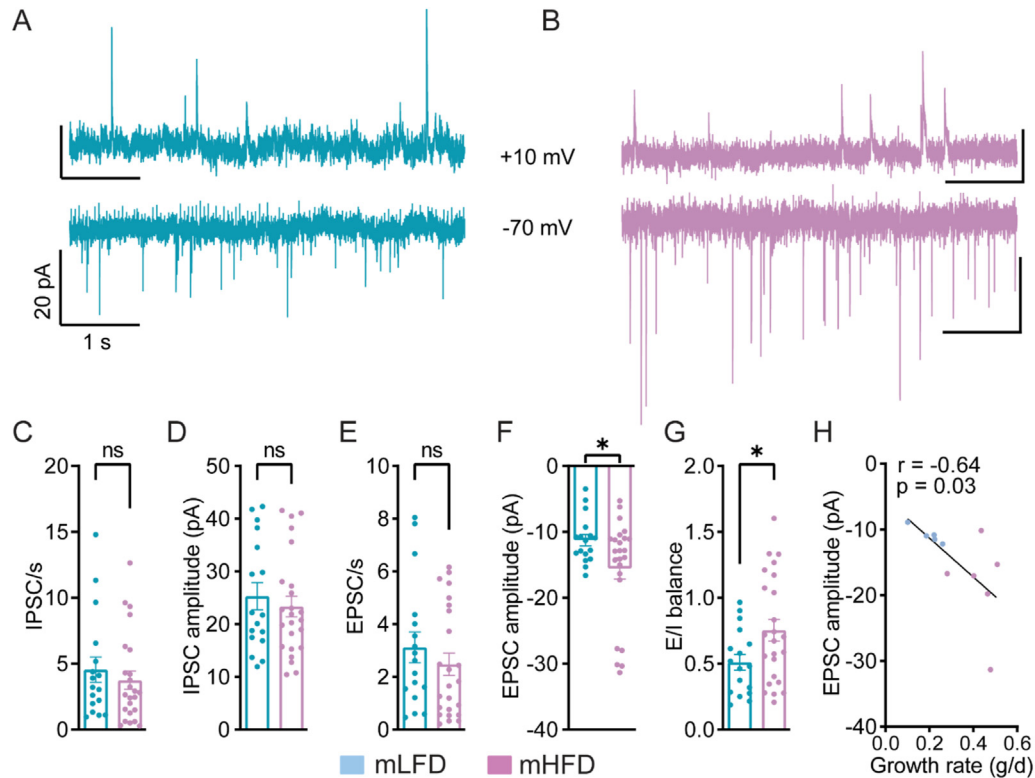 A
B
+10 mV
-70 mV
20 pA
1 s
C
ns
IPSC/s
20
15
10
5
0
D
ns
IPSC amplitude (pA)
50
40
30
20
10
0
E
ns
EPSC/s
10
8
6
4
2
0
F
*
EPSC amplitude (pA)
0
-10
-20
-30
-40
G
*
E/I balance
2.0
1.5
1.0
0.5
0.0
H
r = -0.64
p = 0.03
EPSC amplitude (pA)
0
-10
-20
-30
-40
0.0 0.2 0.4 0.6
Growth rate (g/d)
mLFD mHFD